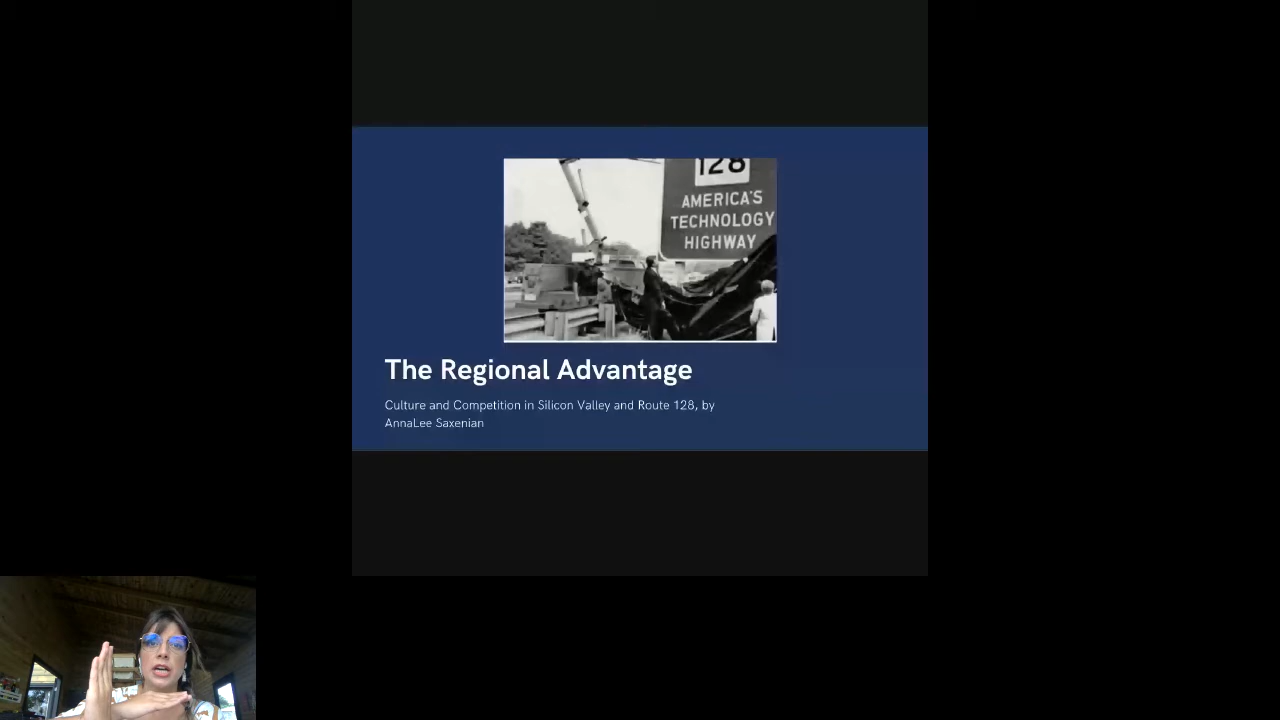 128
AMERICA'S
TECHNOLOGY
HIGHWAY
The Regional Advantage
Culture and Competition in Silicon Valley and Route 128, by
AnnaLee Saxenian